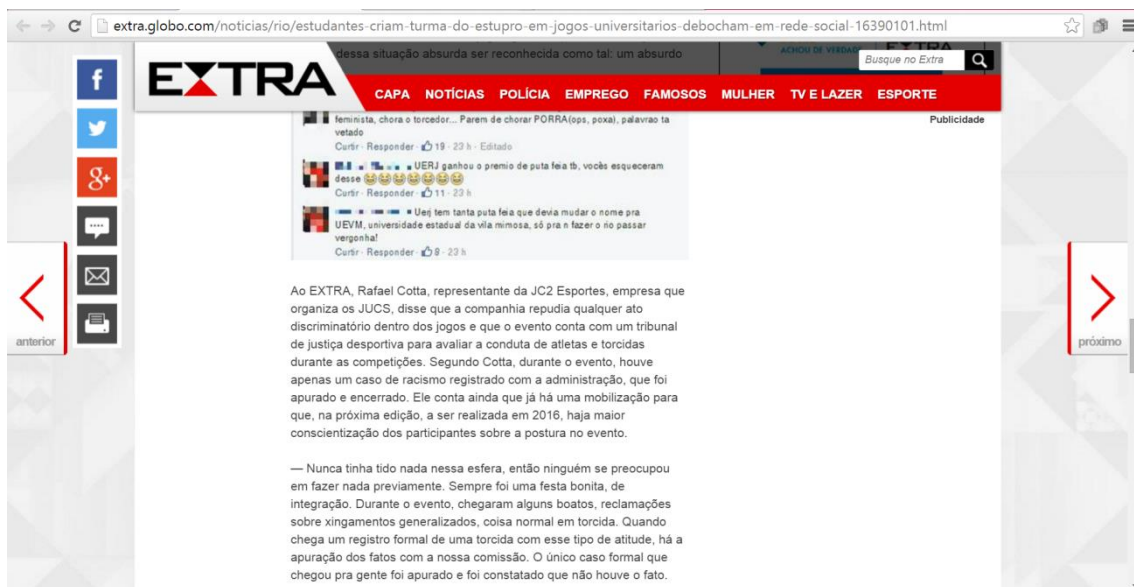 extra.globo.com/noticias/rio/estudantes-criam-turma-do-estupro-em-jogos-universitarios-debocham-em-rede-social-16390101.html
dessa situação absurda ser reconhecida como tal: um absurdo
ACHOU DE VERDADE
EXTRA
Busque no Extra
EXTRA
CAPA NOTÍCIAS POLÍCIA EMPREGO FAMOSOS MULHER TV E LAZER ESPORTE
Publicidade
feminista, chora o torcedor... Parem de chorar PORRA(ops, poxa), palavrao ta
vetado
Curtir · Responder · 19 · 23 h · Editado
UERJ ganhou o premio de puta feia tb, vocês esqueceram
desse 😂😂😂😂😂😂😂
Curtir · Responder · 11 · 23 h
Uerj tem tanta puta feia que devia mudar o nome pra
UEVM, universidade estadual da vila mimosa, só pra n fazer o rio passar
vergonha!
Curtir · Responder · 8 · 23 h
Ao EXTRA, Rafael Cotta, representante da JC2 Esportes, empresa que
organiza os JUCS, disse que a companhia repudia qualquer ato
discriminatório dentro dos jogos e que o evento conta com um tribunal
de justiça desportiva para avaliar a conduta de atletas e torcidas
durante as competições. Segundo Cotta, durante o evento, houve
apenas um caso de racismo registrado com a administração, que foi
apurado e encerrado. Ele conta ainda que já há uma mobilização para
que, na próxima edição, a ser realizada em 2016, haja maior
conscientização dos participantes sobre a postura no evento.
— Nunca tinha tido nada nessa esfera, então ninguém se preocupou
em fazer nada previamente. Sempre foi uma festa bonita, de
integração. Durante o evento, chegaram alguns boatos, reclamações
sobre xingamentos generalizados, coisa normal em torcida. Quando
chega um registro formal de uma torcida com esse tipo de atitude, há a
apuração dos fatos com a nossa comissão. O único caso formal que
chegou pra gente foi apurado e foi constatado que não houve o fato.
anterior
próximo